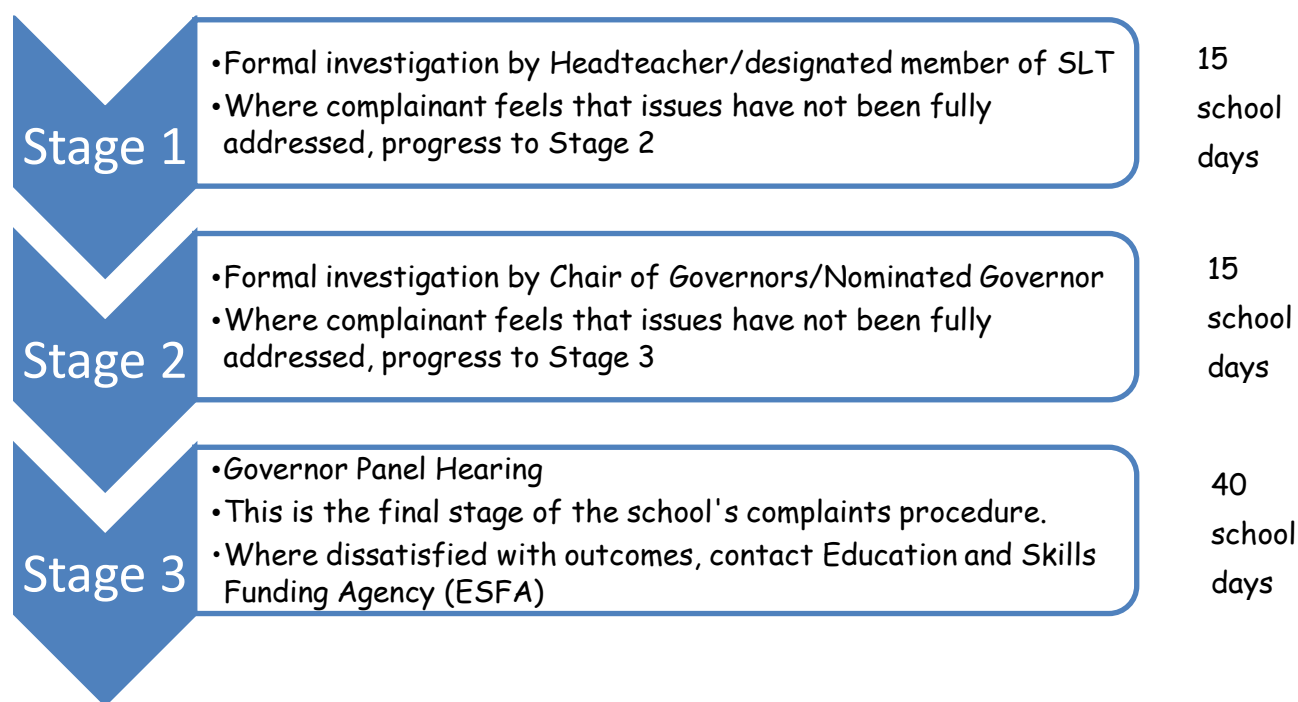 Stage 1
•Formal investigation by Headteacher/designated member of SLT
•Where complainant feels that issues have not been fully
addressed, progress to Stage 2
15
school
days
Stage 2
•Formal investigation by Chair of Governors/Nominated Governor
•Where complainant feels that issues have not been fully
addressed, progress to Stage 3
15
school
days
Stage 3
•Governor Panel Hearing
•This is the final stage of the school's complaints procedure.
•Where dissatisfied with outcomes, contact Education and Skills
Funding Agency (ESFA)
40
school
days